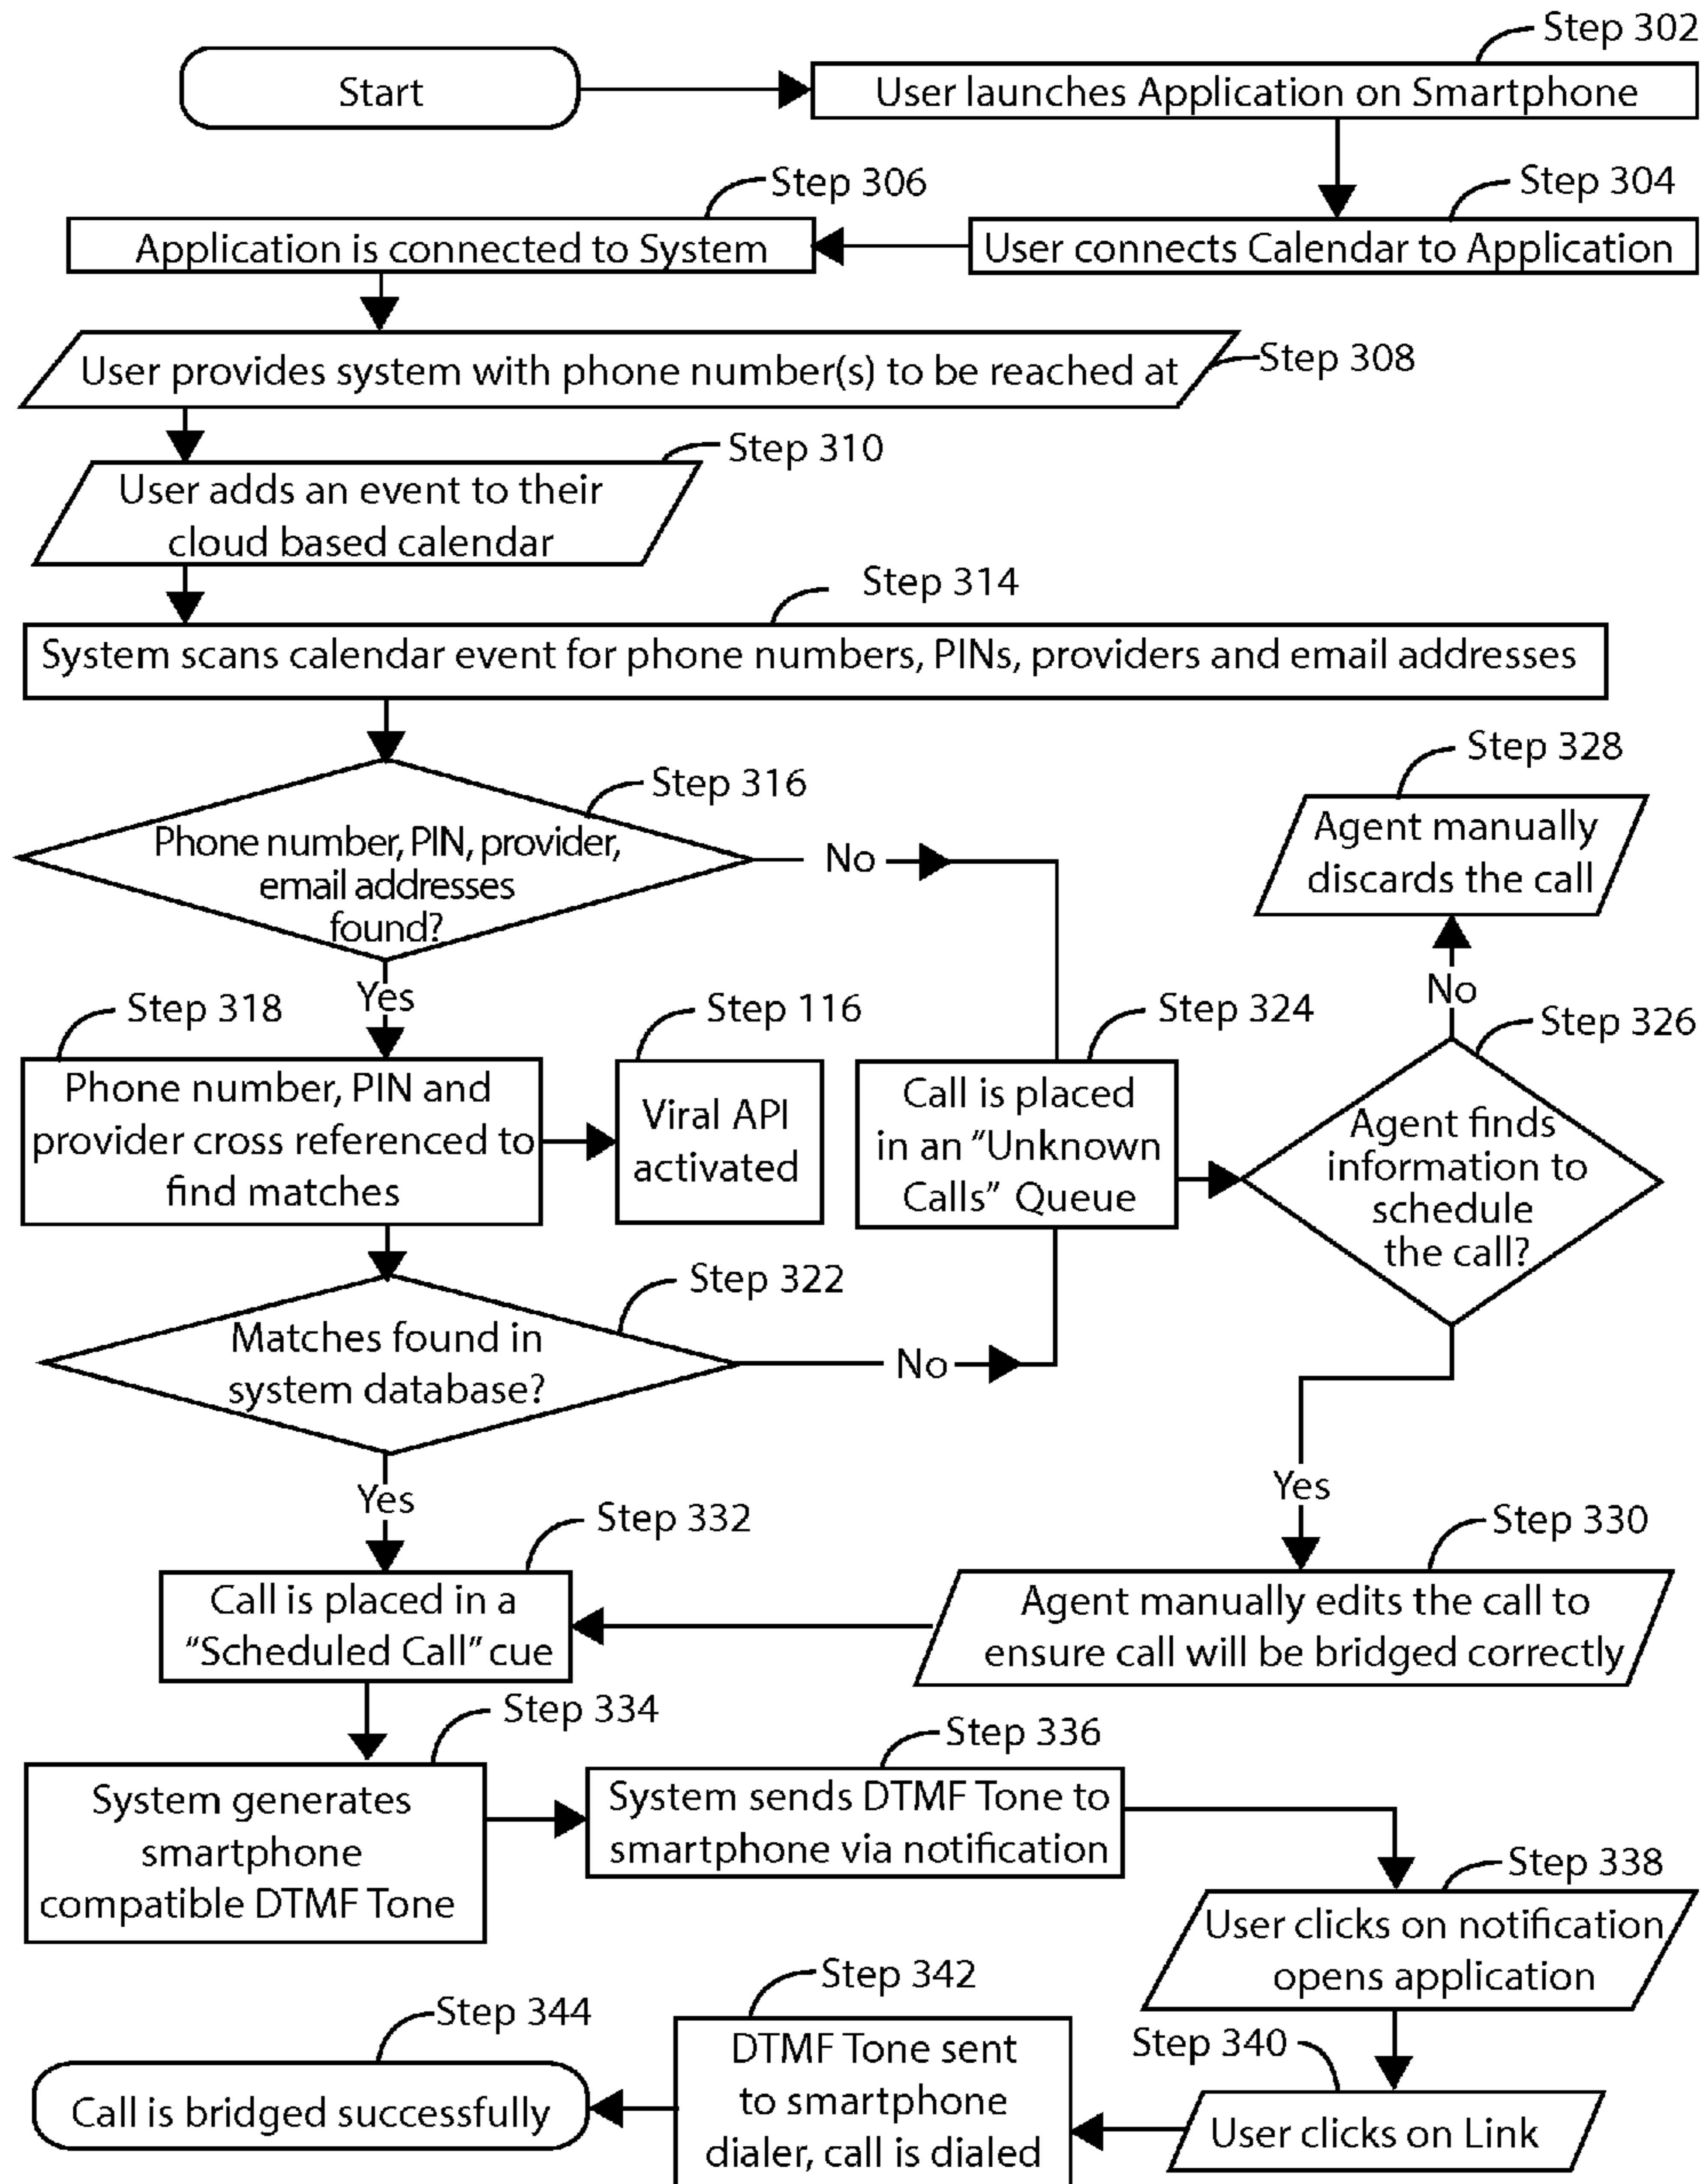 Step 302
Start
User launches Application on Smartphone
Step 306
Step 304
Application is connected to System
User connects Calendar to Application
User provides system with phone number(s) to be reached at
Step 308
Step 310
User adds an event to their
cloud based calendar
Step 314
System scans calendar event for phone numbers, PINs, providers and email addresses
Step 316
Phone number, PIN, provider,
email addresses
found?
No
Step 328
Agent manually
discards the call
No
Yes
Step 318
Step 116
Step 324
Step 326
Phone number, PIN and
provider cross referenced to
find matches
Viral API
activated
Call is placed
in an "Unknown
Calls" Queue
Agent finds
information to
schedule
the call?
Step 322
Matches found in
system database?
No
Yes
Yes
Step 332
Step 330
Call is placed in a
"Scheduled Call" cue
Agent manually edits the call to
ensure call will be bridged correctly
Step 334
Step 336
System generates
smartphone
compatible DTMF Tone
System sends DTMF Tone to
smartphone via notification
Step 338
User clicks on notification
opens application
Step 342
Step 344
Step 340
DTMF Tone sent
to smartphone
dialer, call is dialed
Call is bridged successfully
User clicks on Link